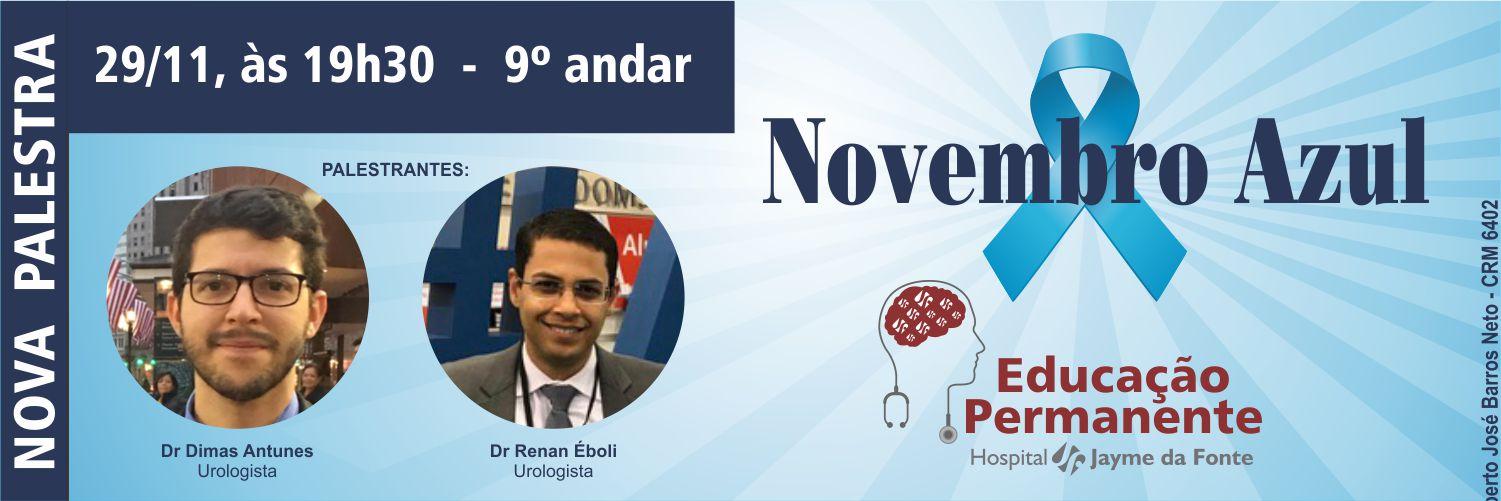 NOVA PALESTRA
29/11, às 19h30 - 9º andar
PALESTRANTES:
Dr Dimas Antunes
Urologista
Dr Renan Éboli
Urologista
Novembro Azul
Educação
Permanente
Hospital Jayme da Fonte
José Barros Neto - CRM 6402